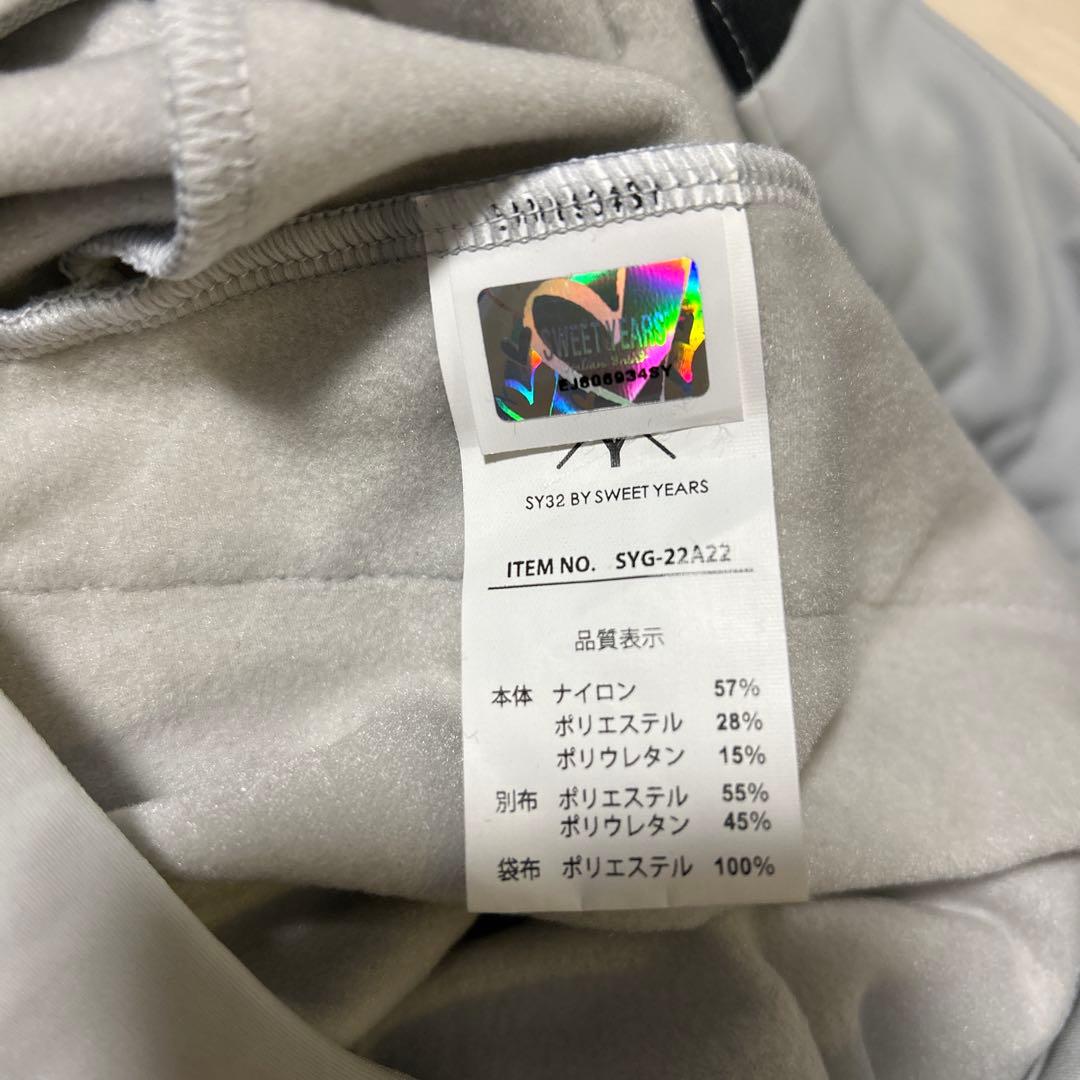 SWEET YEARS
EJ606934SY
SY32 BY SWEET YEARS
ITEM NO. SYG-22A22
品質表示
本体 ナイロン 57%
ポリエステル 28%
ポリウレタン 15%
別布 ポリエステル 55%
ポリウレタン 45%
袋布 ポリエステル 100%